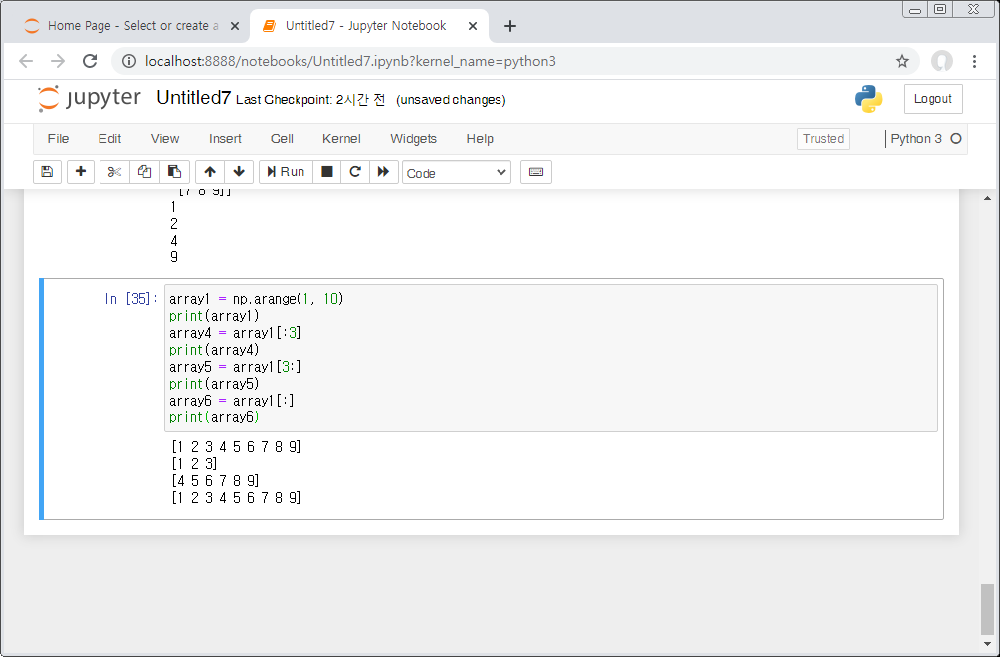 Home Page - Select or create a
Untitled7 - Jupyter Notebook
localhost:8888/notebooks/Untitled7.ipynb?kernel_name=python3
jupyter Untitled7 Last Checkpoint: 2시간 전 (unsaved changes)
Logout
File Edit View Insert Cell Kernel Widgets Help Trusted Python 3
Run Code
[7 8 9]]
1
2
4
9
In [35]: array1 = np.arange(1, 10)
print(array1)
array4 = array1[:3]
print(array4)
array5 = array1[3:]
print(array5)
array6 = array1[:]
print(array6)
[1 2 3 4 5 6 7 8 9]
[1 2 3]
[4 5 6 7 8 9]
[1 2 3 4 5 6 7 8 9]